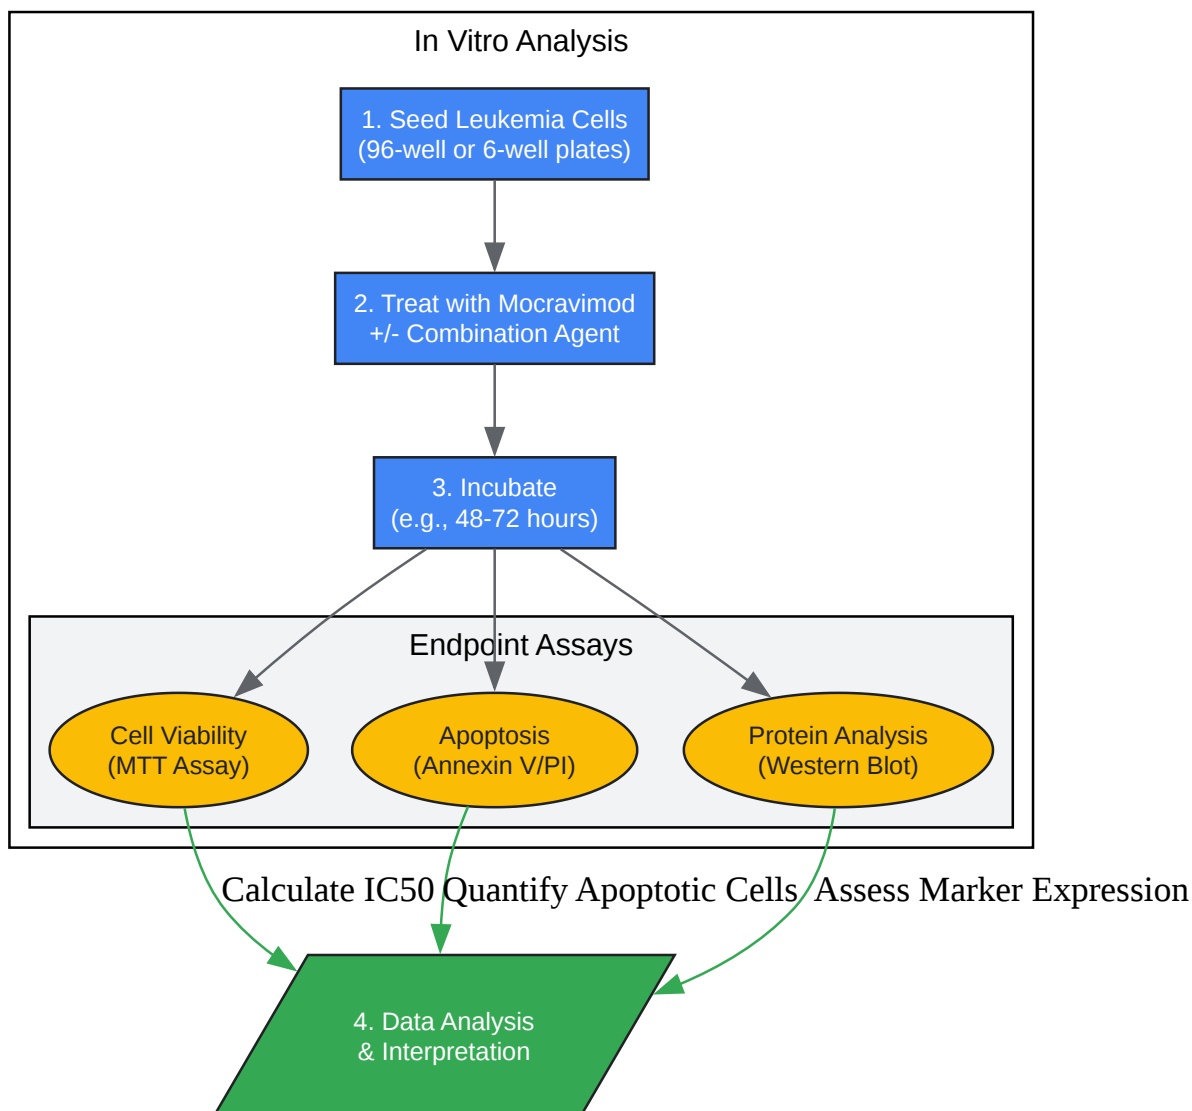 In Vitro Analysis
1. Seed Leukemia Cells
(96-well or 6-well plates)
2. Treat with Mocravimod
+/- Combination Agent
3. Incubate
(e.g., 48-72 hours)
Endpoint Assays
Cell Viability
(MTT Assay)
Apoptosis
(Annexin V/PI)
Protein Analysis
(Western Blot)
Calculate IC50
Quantify Apoptotic Cells
Assess Marker Expression
4. Data Analysis
& Interpretation